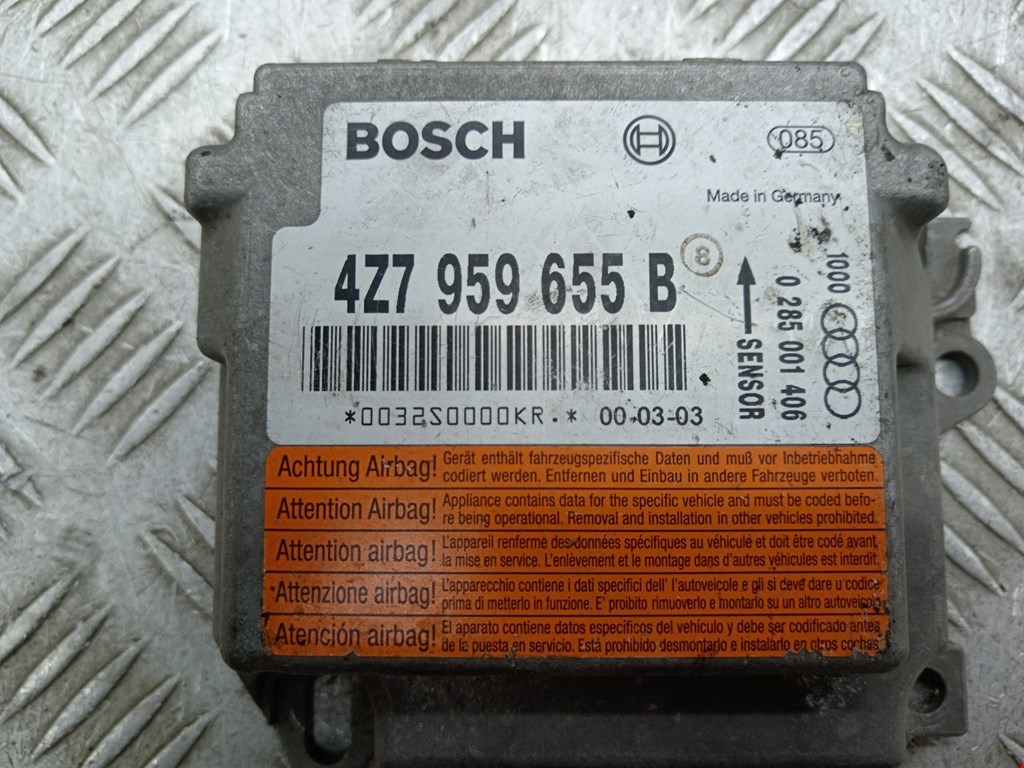 BOSCH
085
Made in Germany
4Z7 959 655 B
8
SENSOR
0 285 001 406
1000
*0032S0000KR.* 00-03-03
Achtung Airbag! Gerät enthält fahrzeugspezifische Daten und muß vor Inbetriebnahme
codiert werden. Entfernen und Einbau in andere Fahrzeuge verboten.
Attention Airbag! Appliance contains data for the specific vehicle and must be coded befo-
re being operational. Removal and installation in other vehicles prohibited.
Attention airbag! L'appareil renferme des données spécifiques au véhicule et doit être codé avant
la mise en service. L'enlèvement et le montage dans d'autres véhicules est interdit.
Attenzione airbag! L'apparecchio contiene i dati specifici dell' l'autoveicolo e gli si deve dare u codice
prima di metterlo in funzione. E' proibito rimuoverlo e montarlo su un altro autoveicolo.
Atención airbag! El aparato contiene datos específicos del vehículo y debe ser codificado antes
de la puesta en servicio. Está prohibido desmontarlo e instalarlo en otros coches.